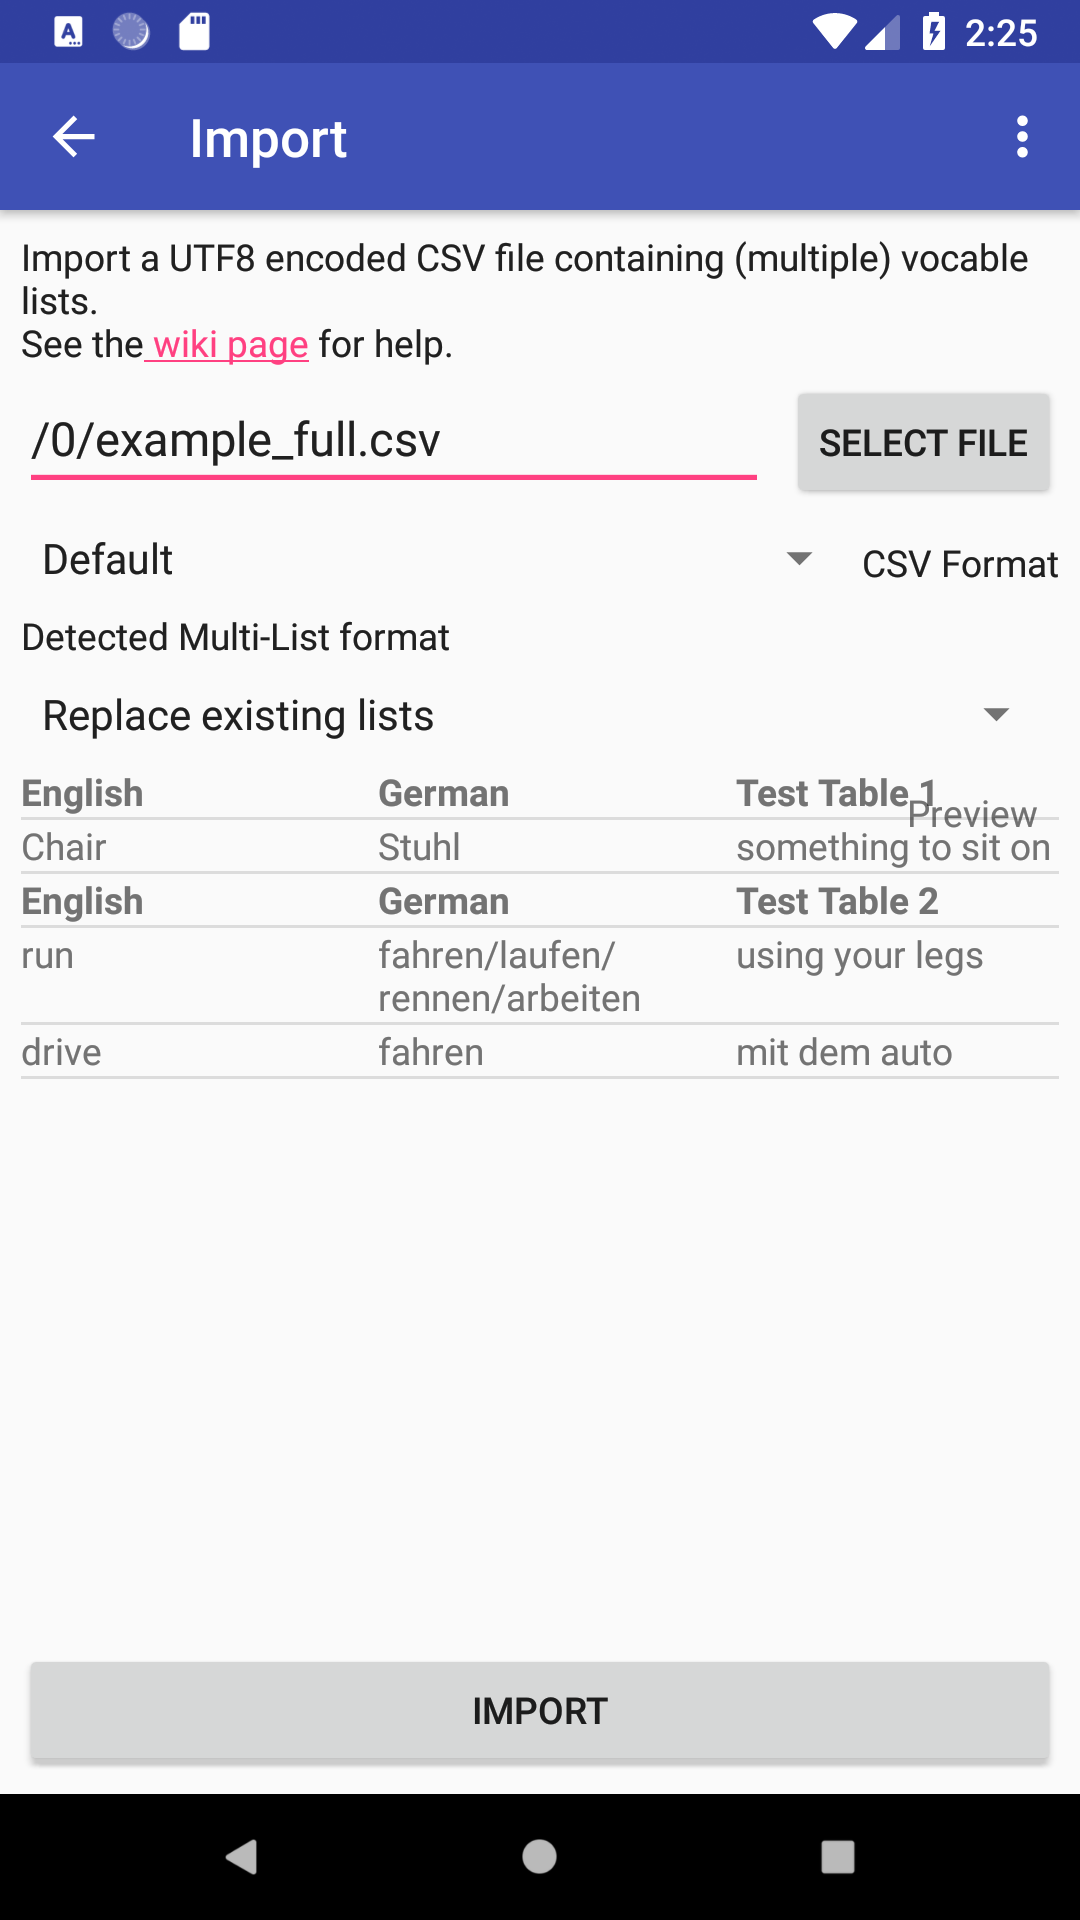 2:25
Import
Import a UTF8 encoded CSV file containing (multiple) vocable
lists.
See the wiki page for help.
/0/example_full.csv
SELECT FILE
Default
CSV Format
Detected Multi-List format
Replace existing lists
English German Test Table 1
Preview
Chair Stuhl something to sit on
English German Test Table 2
run fahren/laufen/ using your legs
rennen/arbeiten
drive fahren mit dem auto
IMPORT